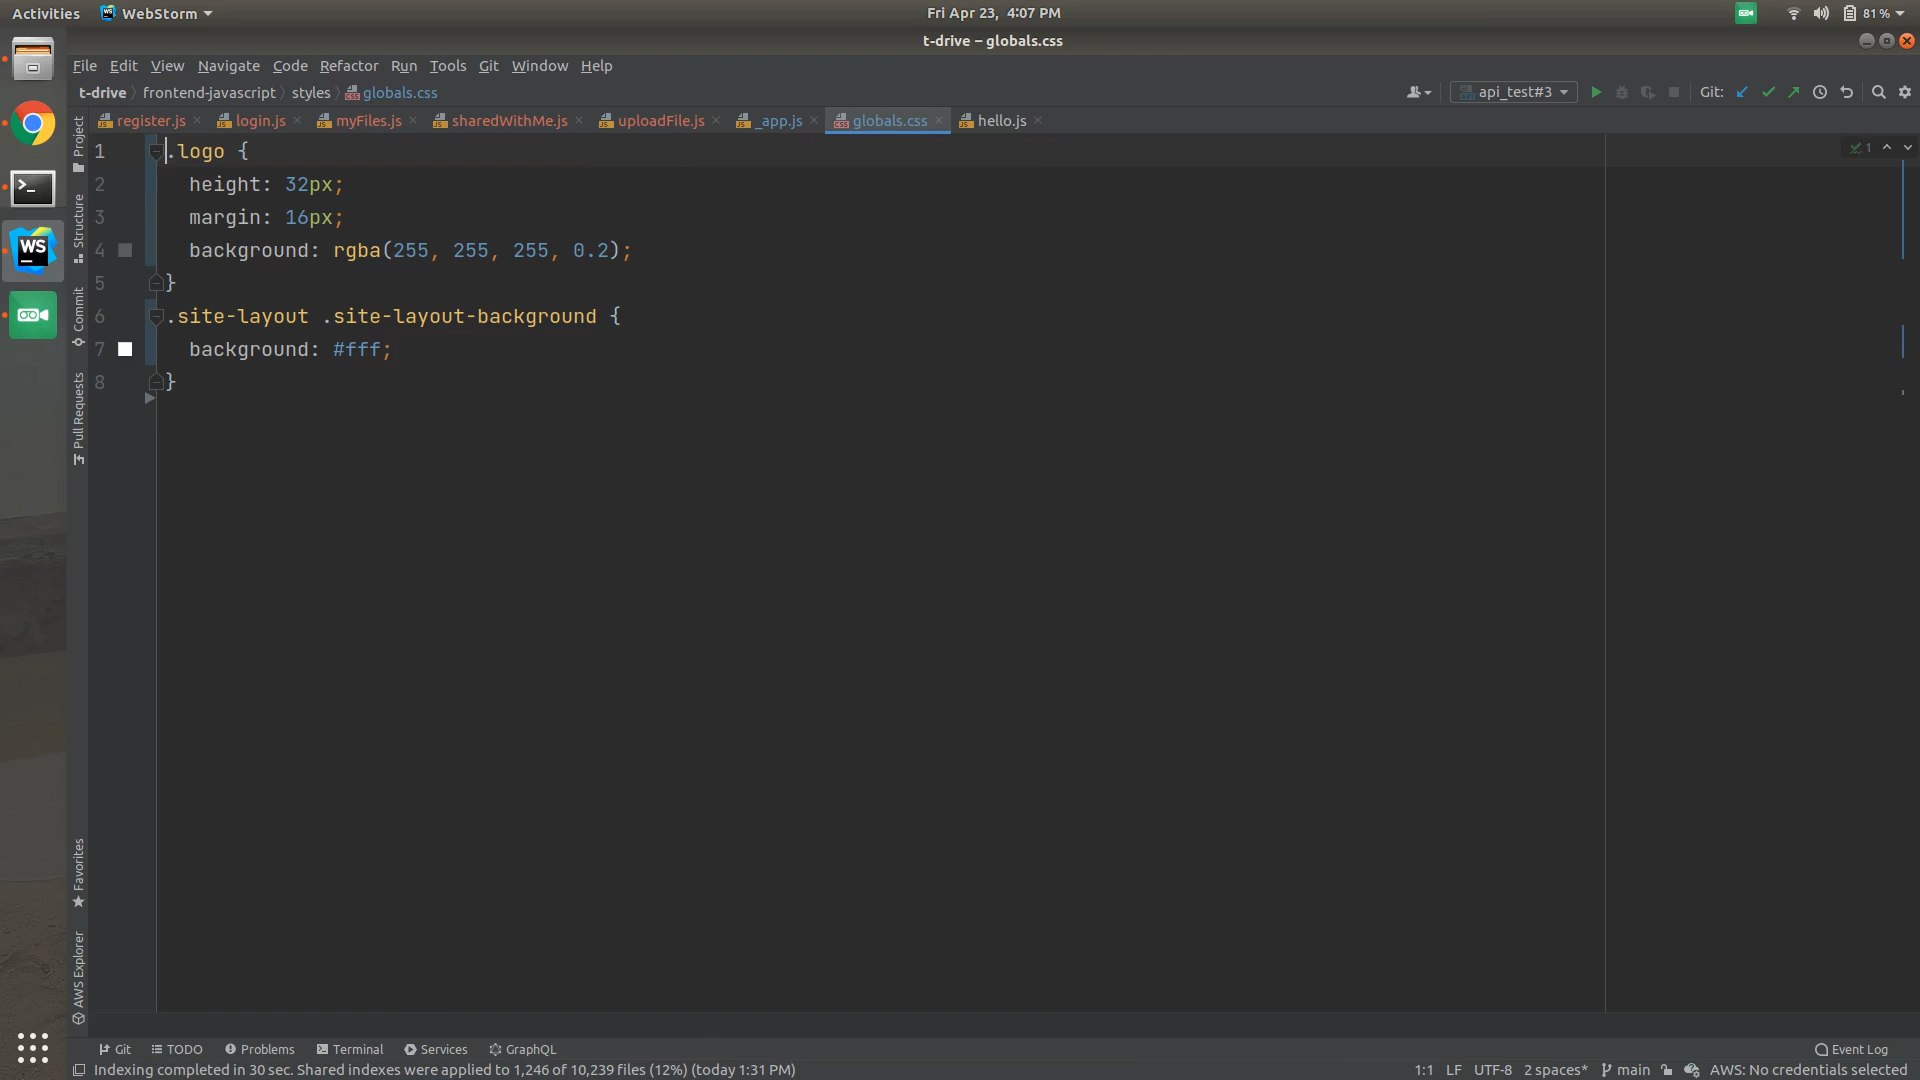 Activities WebStorm Fri Apr 23, 4:07 PM 81 %
t-drive – globals.css
File Edit View Navigate Code Refactor Run Tools Git Window Help
t-drive frontend-javascript styles globals.css api_test#3 Git:
register.js login.js myFiles.js sharedWithMe.js uploadFile.js _app.js globals.css hello.js
1 .logo { 1
2 height: 32px;
3 margin: 16px;
4 background: rgba(255, 255, 255, 0.2);
5 }
6 .site-layout .site-layout-background {
7 background: #fff;
8 }
Project
Structure
Commit
Pull Requests
Favorites
AWS Explorer
WS
Git TODO Problems Terminal Services GraphQL Event Log
Indexing completed in 30 sec. Shared indexes were applied to 1,246 of 10,239 files (12%) (today 1:31 PM) 1:1 LF UTF-8 2 spaces* main AWS: No credentials selected